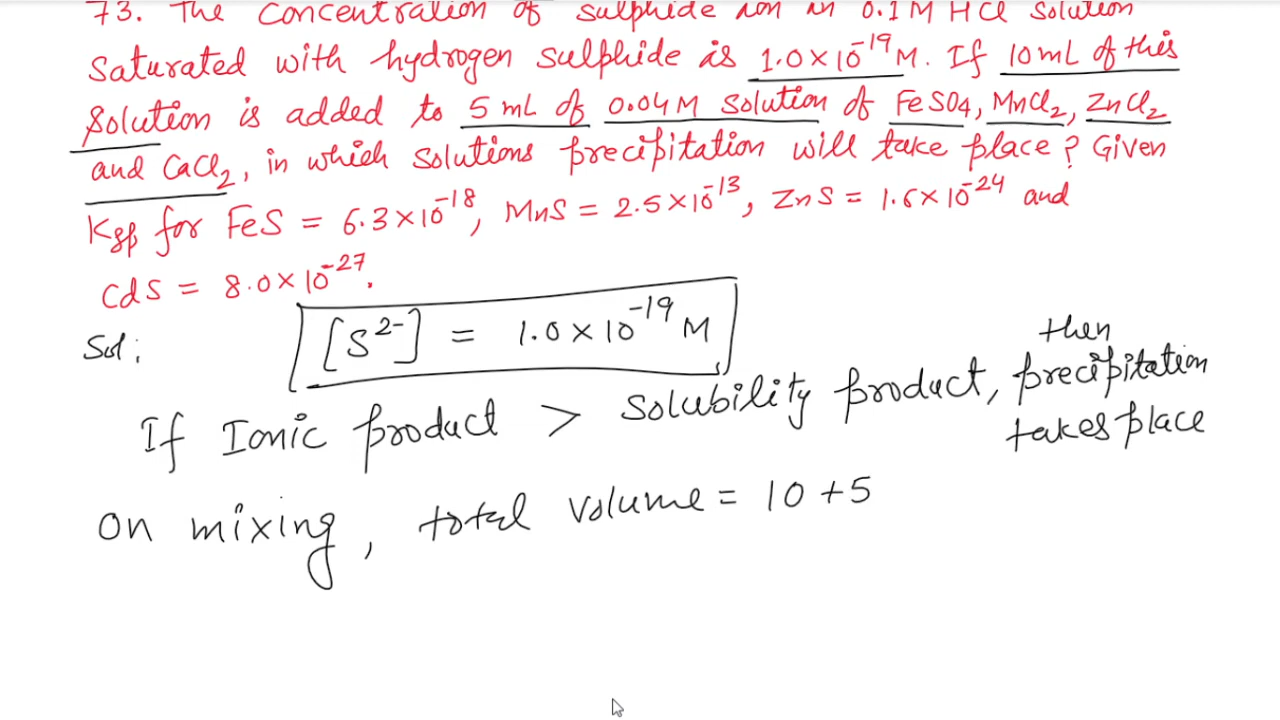 73. The Concentration of sulphide ion in 0.1M HCl solution
saturated with hydrogen sulphide is 1.0×10⁻¹⁹ M. If 10 mL of this
solution is added to 5 mL of 0.04 M solution of FeSO4, MnCl2, ZnCl2
and CaCl2, in which solutions precipitation will take place? Given
Ksp for FeS = 6.3×10⁻¹⁸, MnS = 2.5×10⁻¹³, ZnS = 1.6×10⁻²⁴ and
CdS = 8.0×10⁻²⁷.
Sol: [S²⁻] = 1.0×10⁻¹⁹ M
If Ionic product > solubility product, then precipitation takes place
On mixing, total volume = 10 + 5